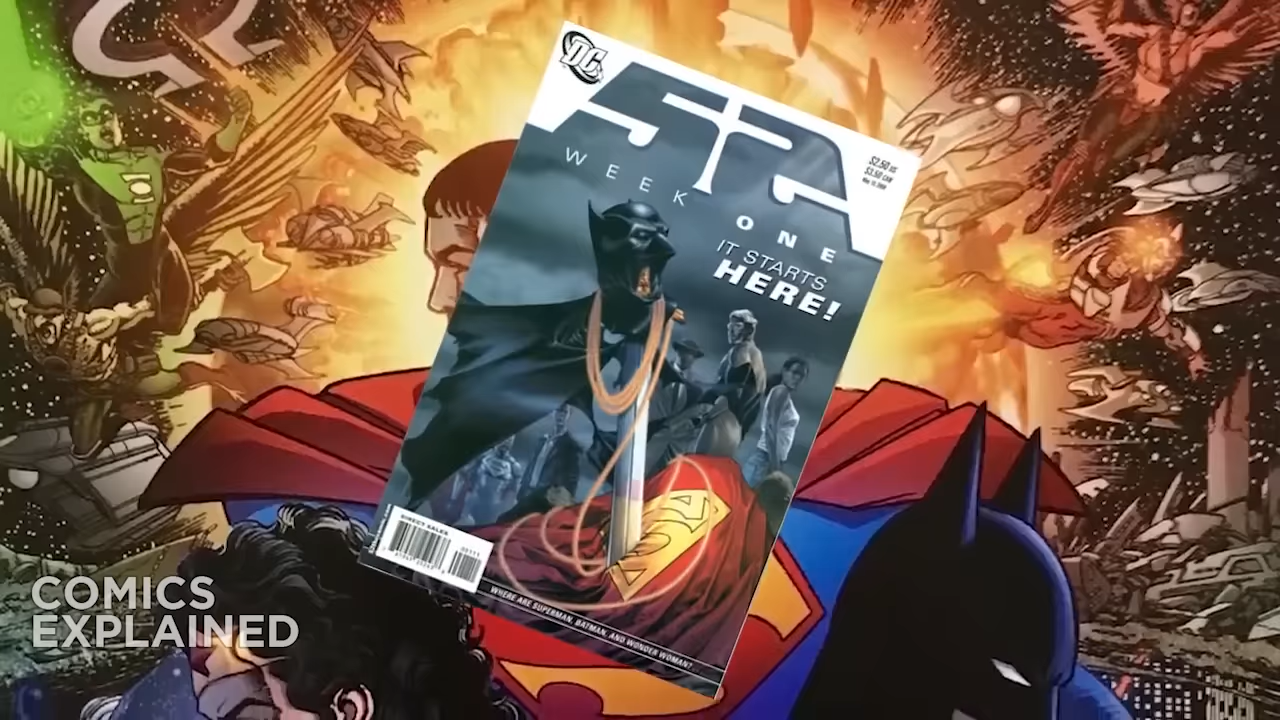 DC
52
WEEK ONE
$2.50 US
$3.50 CAN
IT STARTS
HERE!
DIRECT SALES
WHERE ARE SUPERMAN, BATMAN, AND WONDER WOMAN?
COMICS
EXPLAINED